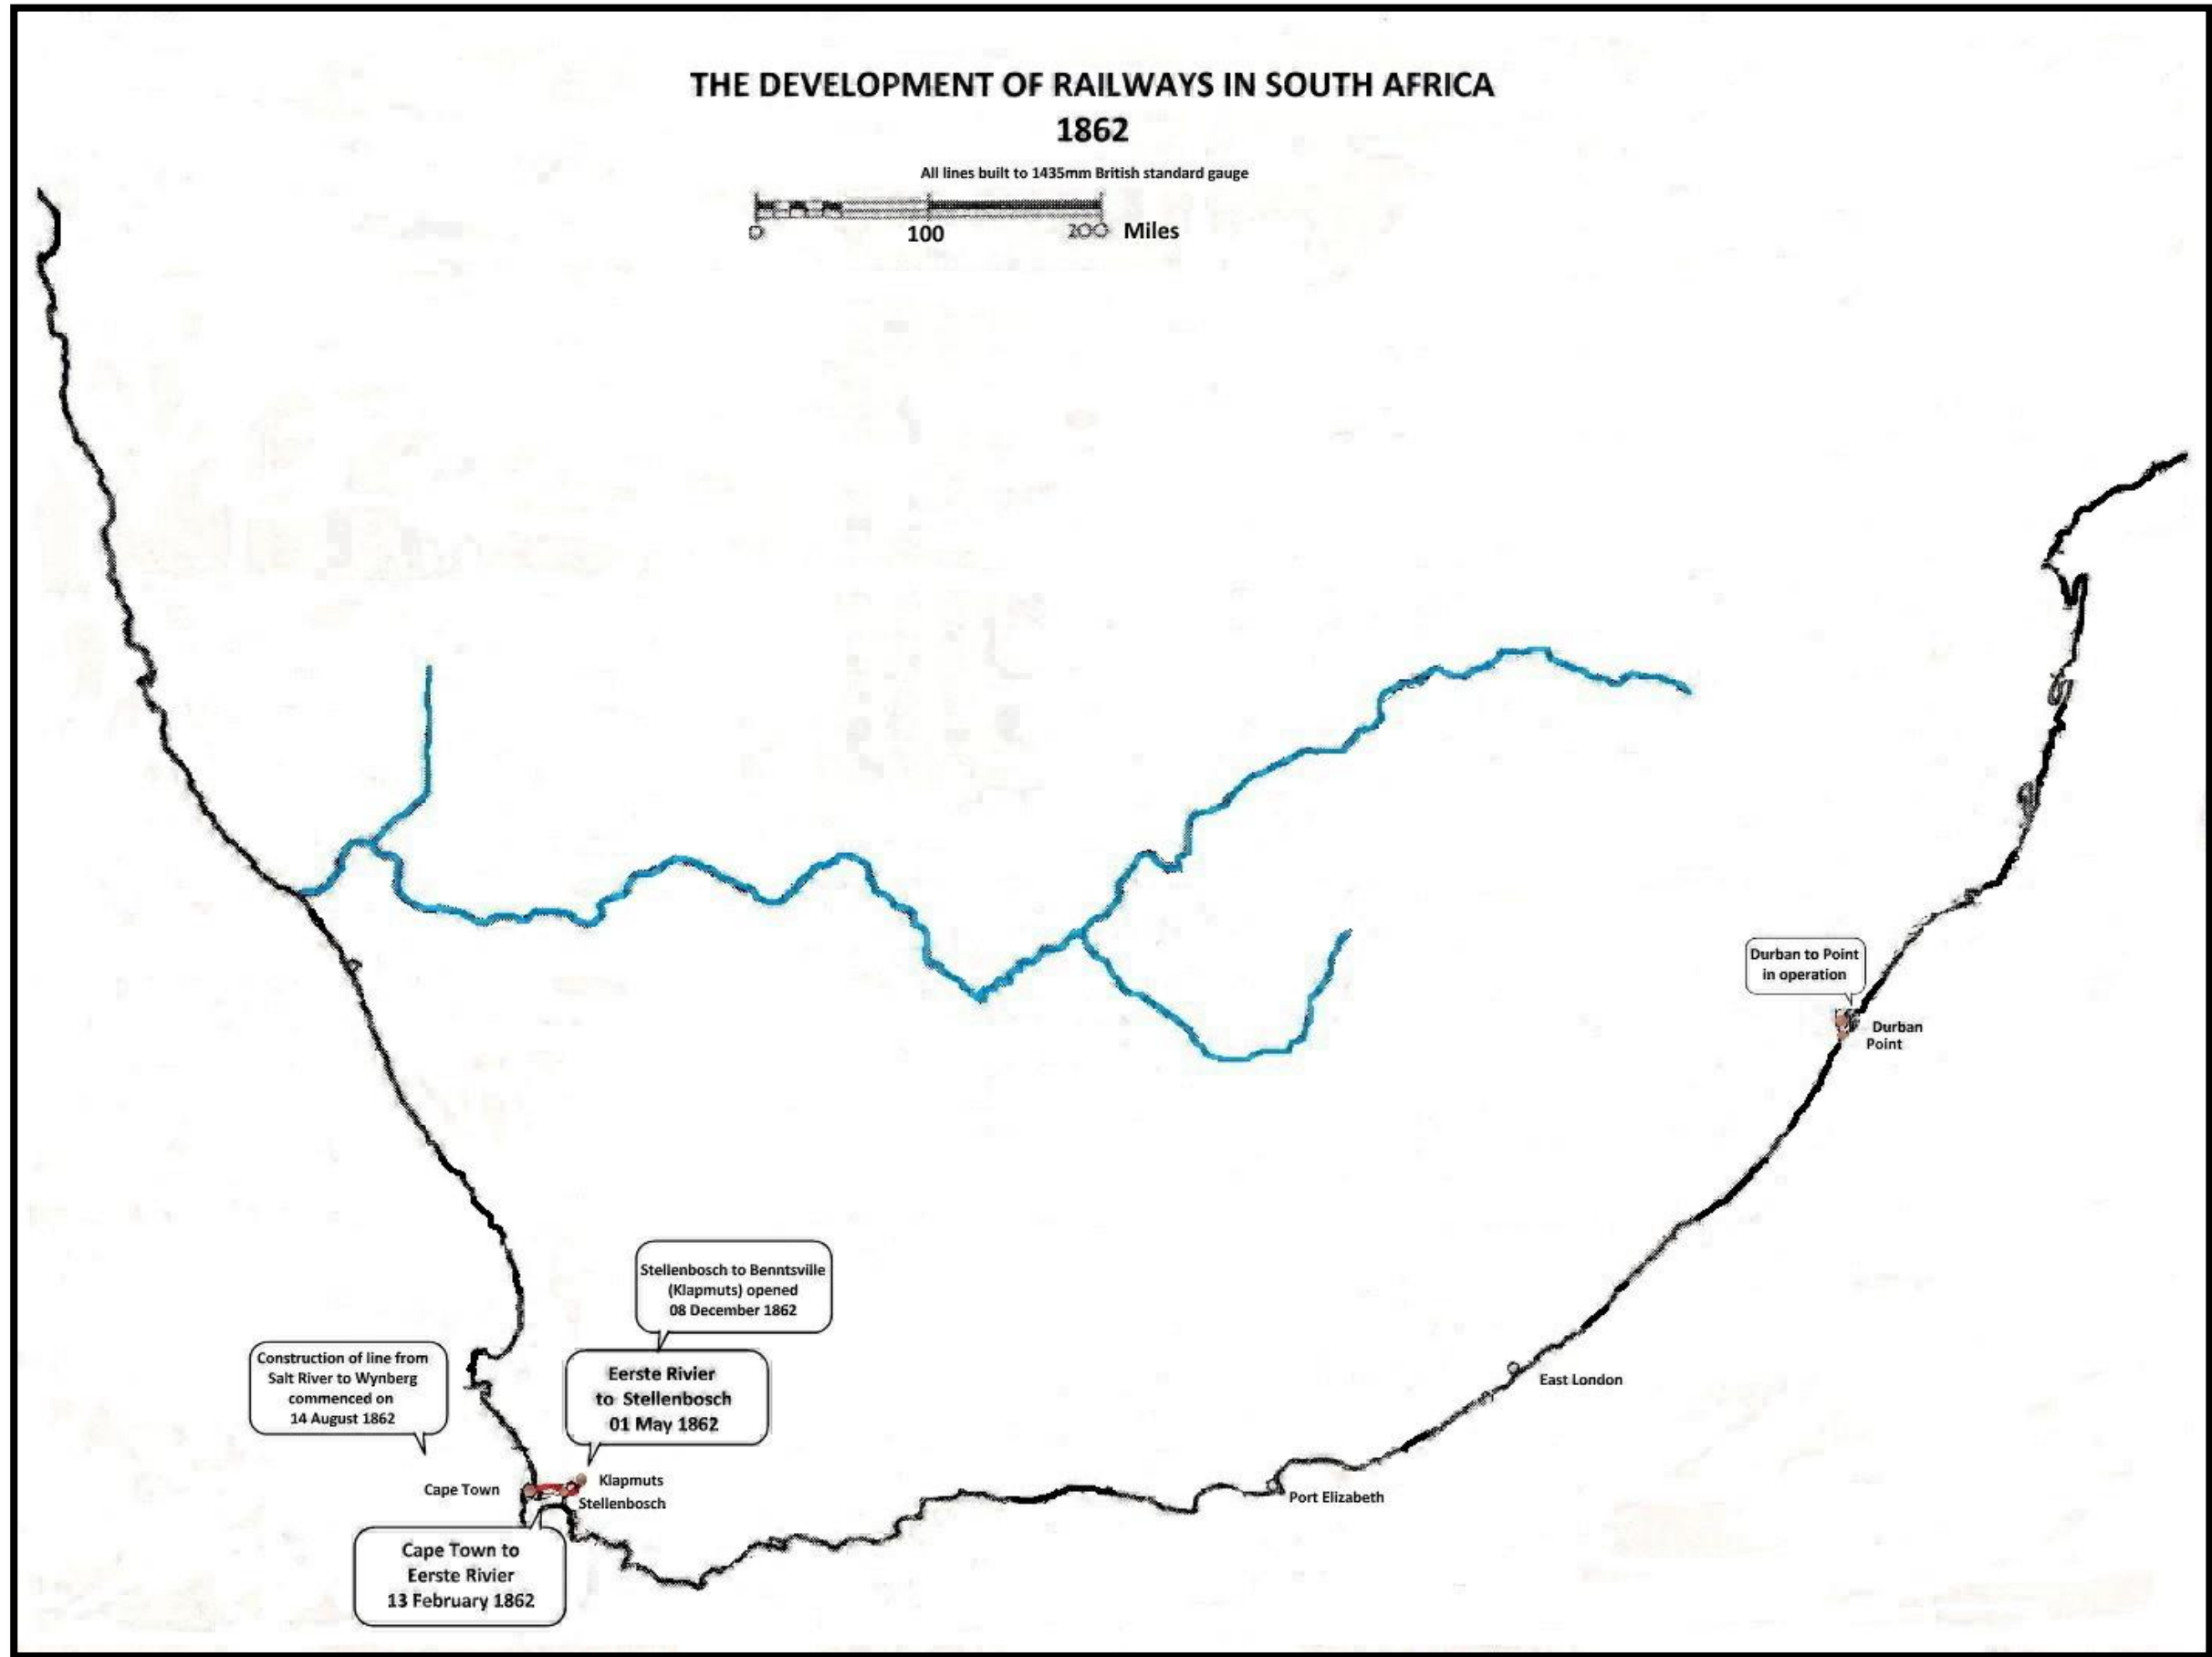 THE DEVELOPMENT OF RAILWAYS IN SOUTH AFRICA
1862
All lines built to 1435mm British standard gauge
0 100 200 Miles
Durban to Point
in operation
Durban
Point
Stellenbosch to Benntsville
(Klapmuts) opened
08 December 1862
Construction of line from
Salt River to Wynberg
commenced on
14 August 1862
Eerste Rivier
to Stellenbosch
01 May 1862
East London
Cape Town
Klapmuts
Stellenbosch
Port Elizabeth
Cape Town to
Eerste Rivier
13 February 1862